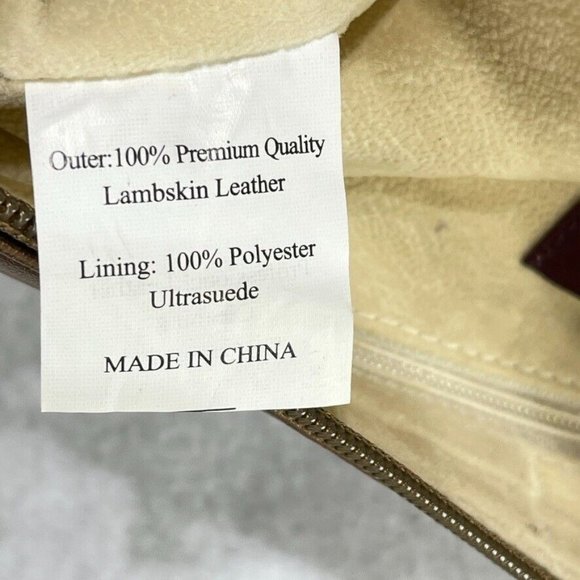 Outer:100% Premium Quality
Lambskin Leather
Lining: 100% Polyester
Ultrasuede
MADE IN CHINA